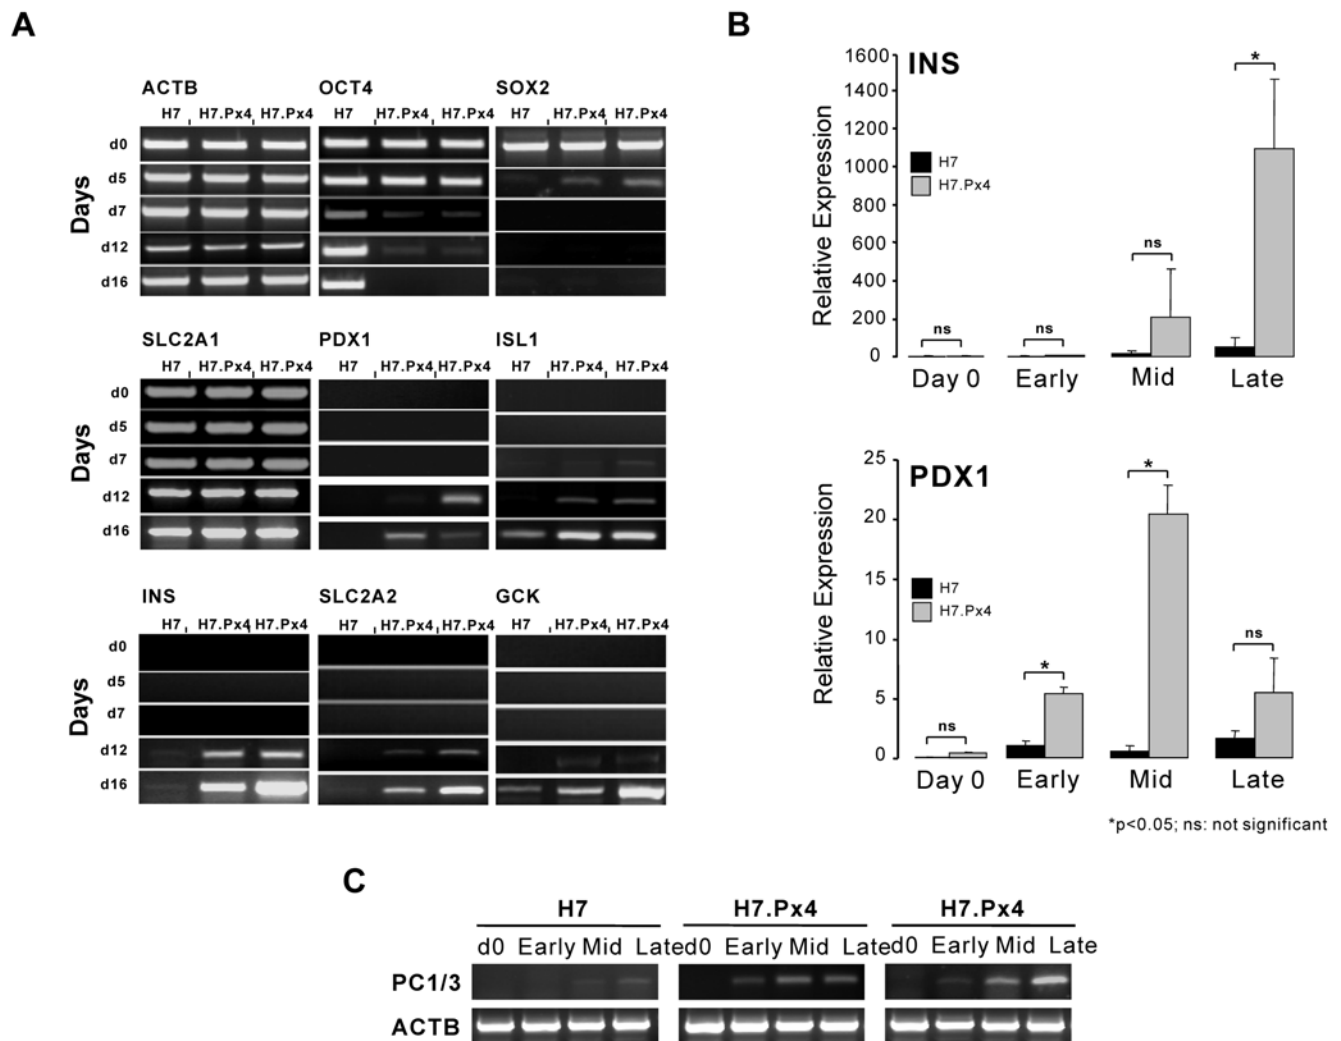 A
ACTB OCT4 SOX2
H7 H7.Px4 H7.Px4 H7 H7.Px4 H7.Px4 H7 H7.Px4 H7.Px4
Days
d0
d5
d7
d12
d16
SLC2A1 PDX1 ISL1
H7 H7.Px4 H7.Px4 H7 H7.Px4 H7.Px4 H7 H7.Px4 H7.Px4
Days
d0
d5
d7
d12
d16
INS SLC2A2 GCK
H7 H7.Px4 H7.Px4 H7 H7.Px4 H7.Px4 H7 H7.Px4 H7.Px4
Days
d0
d5
d7
d12
d16
B
INS
Relative Expression
1600
1400
1200
1000
800
600
400
200
0
H7
H7.Px4
ns ns ns *
Day 0 Early Mid Late
PDX1
Relative Expression
25
20
15
10
5
0
H7
H7.Px4
ns * * ns
Day 0 Early Mid Late
*p<0.05; ns: not significant
C
H7 H7.Px4 H7.Px4
d0 Early Mid Late d0 Early Mid Late d0 Early Mid Late
PC1/3
ACTB